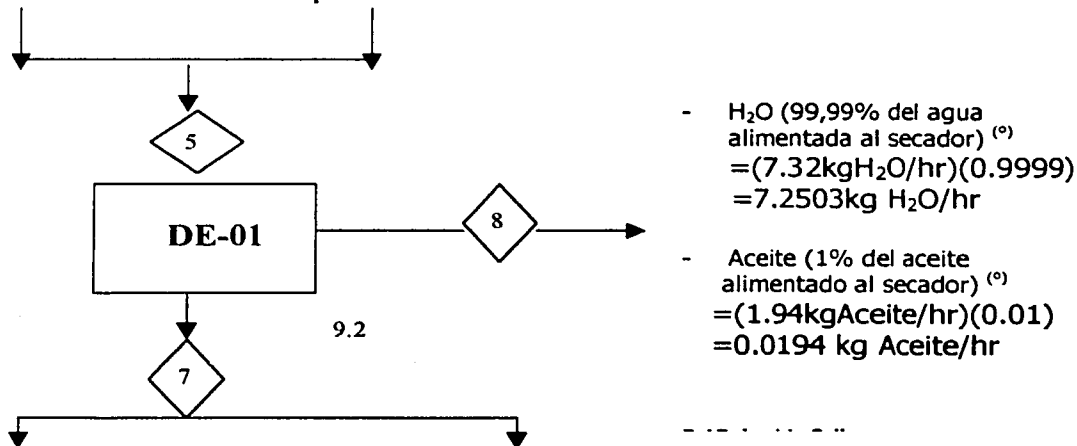 5
DE-01
8
9.2
7
- H₂O (99,99% del agua
alimentada al secador) (°)
=(7.32kgH₂O/hr)(0.9999)
=7.2503kg H₂O/hr
- Aceite (1% del aceite
alimentado al secador) (°)
=(1.94kgAceite/hr)(0.01)
=0.0194 kg Aceite/hr